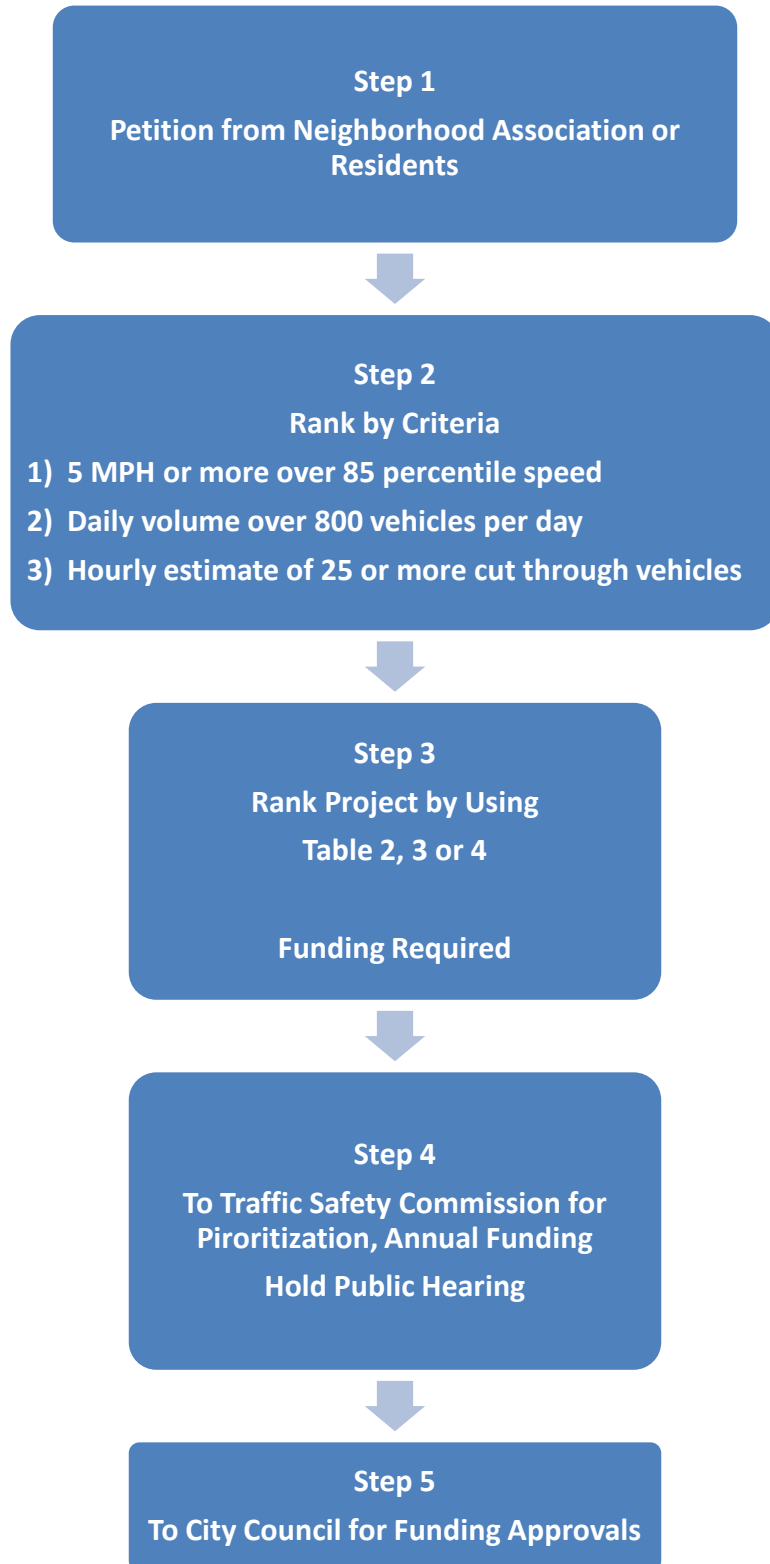 Step 1
Petition from Neighborhood Association or
Residents
Step 2
Rank by Criteria
1) 5 MPH or more over 85 percentile speed
2) Daily volume over 800 vehicles per day
3) Hourly estimate of 25 or more cut through vehicles
Step 3
Rank Project by Using
Table 2, 3 or 4
Funding Required
Step 4
To Traffic Safety Commission for
Piroritization, Annual Funding
Hold Public Hearing
Step 5
To City Council for Funding Approvals